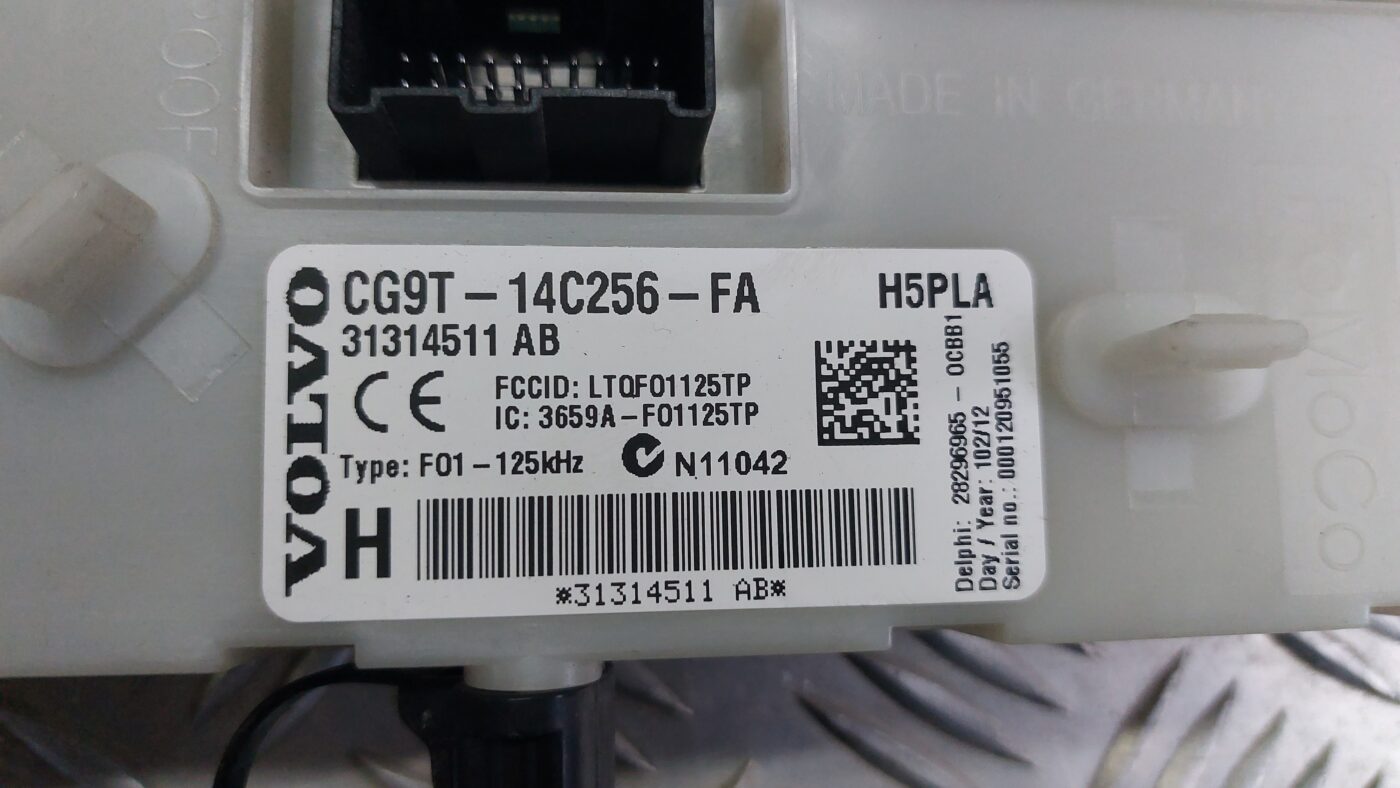 MADE IN GERMANY
VOLVO
CG9T-14C256-FA
H5PLA
31314511 AB
CE
FCCID: LTQFO1125TP
IC: 3659A-FO1125TP
Type: FO1-125kHz
N11042
H
*31314511 AB*
Delphi: 28296965 - OCBB1
Day / Year: 102/12
Serial no.: 000120951055